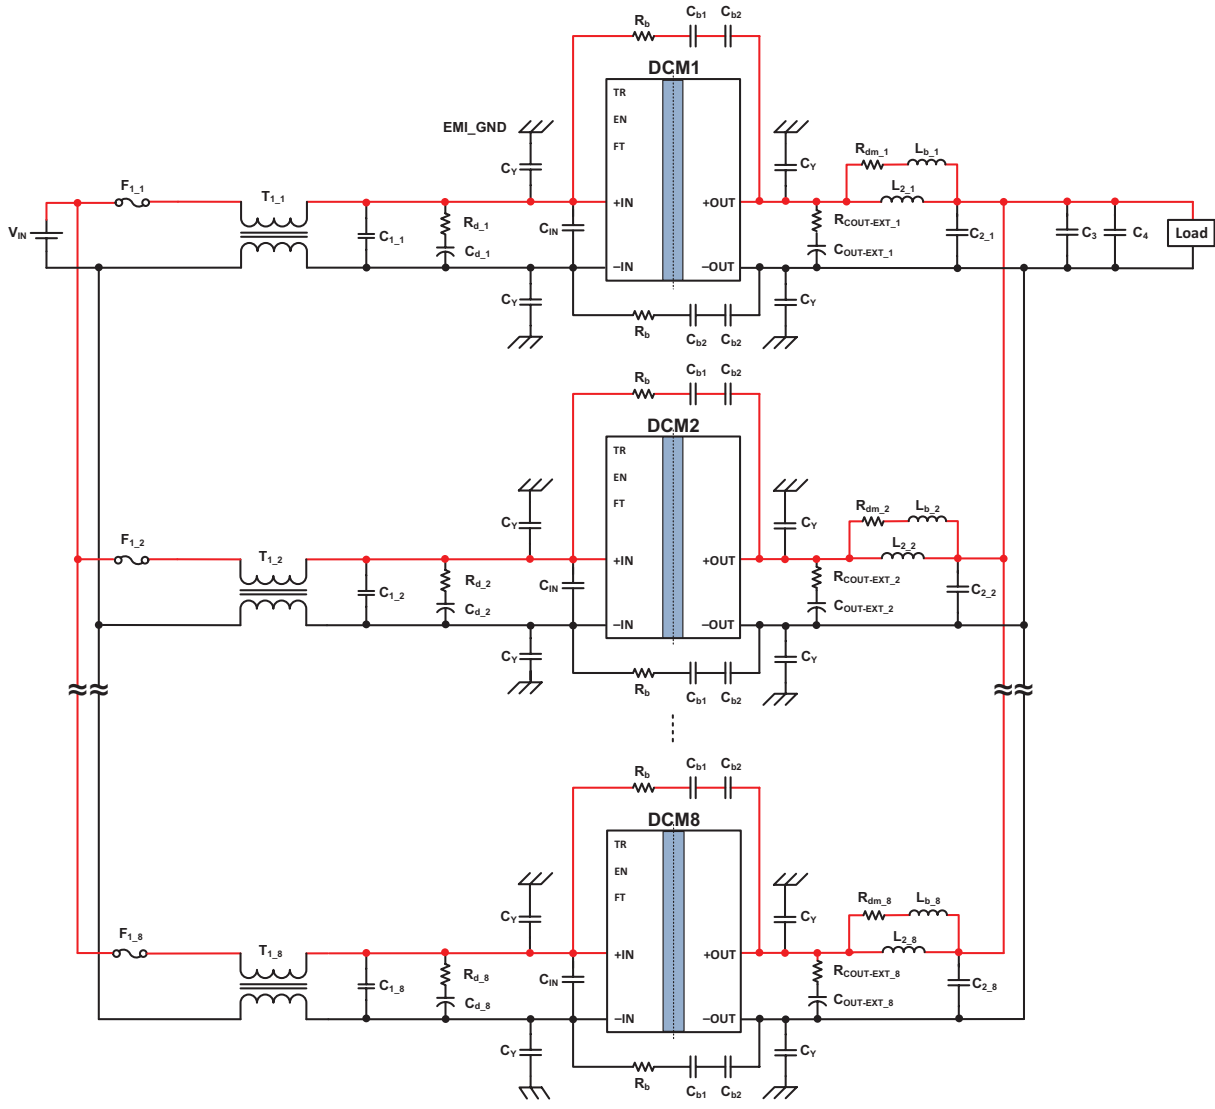 Rb Cb1 Cb2
DCM1
TR
EN
FT
EMI_GND
CY CY
Rdm_1 Lb_1
F1_1 T1_1 L2_1
VIN
+IN +OUT
C1_1 Rd_1 Cd_1 CIN RCOUT-EXT_1 COUT-EXT_1 C2_1 C3 C4 Load
–IN –OUT
CY CY
Rb Cb2 Cb2
Rb Cb1 Cb2
DCM2
TR
EN
FT
CY CY
Rdm_2 Lb_2
F1_2 T1_2 L2_2
+IN +OUT
C1_2 Rd_2 Cd_2 CIN RCOUT-EXT_2 COUT-EXT_2 C2_2
–IN –OUT
CY CY
Rb Cb1 Cb2
Rb Cb1 Cb2
DCM8
TR
EN
FT
CY CY
Rdm_8 Lb_8
F1_8 T1_8 L2_8
+IN +OUT
C1_8 Rd_8 Cd_8 CIN RCOUT-EXT_8 COUT-EXT_8 C2_8
–IN –OUT
CY CY
Rb Cb1 Cb2